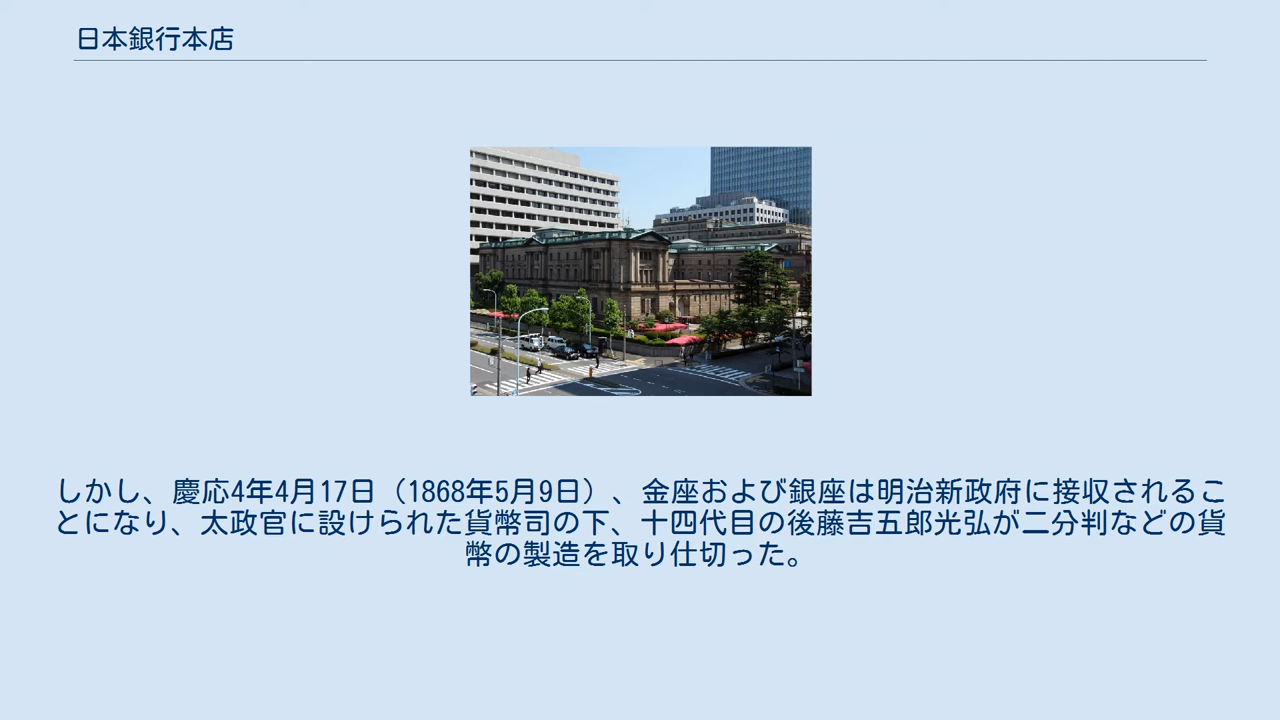 日本銀行本店
しかし、慶応4年4月17日（1868年5月9日）、金座および銀座は明治新政府に接収されるこ
とになり、太政官に設けられた貨幣司の下、十四代目の後藤吉五郎光弘が二分判などの貨
幣の製造を取り仕切った。